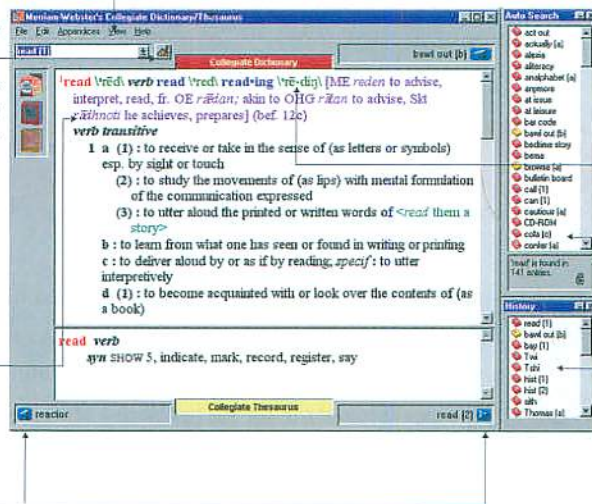 Merriam-Webster's Collegiate Dictionary/Thesaurus
File Edit Appendices View Help
read (1)
bawl out (b)
Collegiate Dictionary
¹read \'rēd\ verb read \'red\ read•ing \'rē-diŋ\ [ME reden to advise,
interpret, read, fr. OE rǣdan; akin to OHG rātan to advise, Skt
rādhnoti he achieves, prepares] (bef. 12c)
verb transitive
1 a (1) : to receive or take in the sense of (as letters or symbols)
esp. by sight or touch
(2) : to study the movements of (as lips) with mental formulation
of the communication expressed
(3) : to utter aloud the printed or written words of <read them a
story>
b : to learn from what one has seen or found in writing or printing
c : to deliver aloud by or as if by reading, specif : to utter
interpretively
d (1) : to become acquainted with or look over the contents of (as
a book)
read verb
syn SHOW 5, indicate, mark, record, register, say
reactor
Collegiate Thesaurus
read (2)
Auto Search
act out
actually (a)
alexia
aliteracy
analphabet (a)
anymore
at issue
at leisure
bar code
bawl out (b)
bedtime story
bema
browse (a)
bulletin board
call (1)
can (1)
cautious (a)
CD-ROM
cola (c)
confer (a)
'read' is found in
141 entries.
History
read (1)
bawl out (b)
bay (1)
Twi
Tshi
hist (1)
hist (2)
sith
Thomas (a)